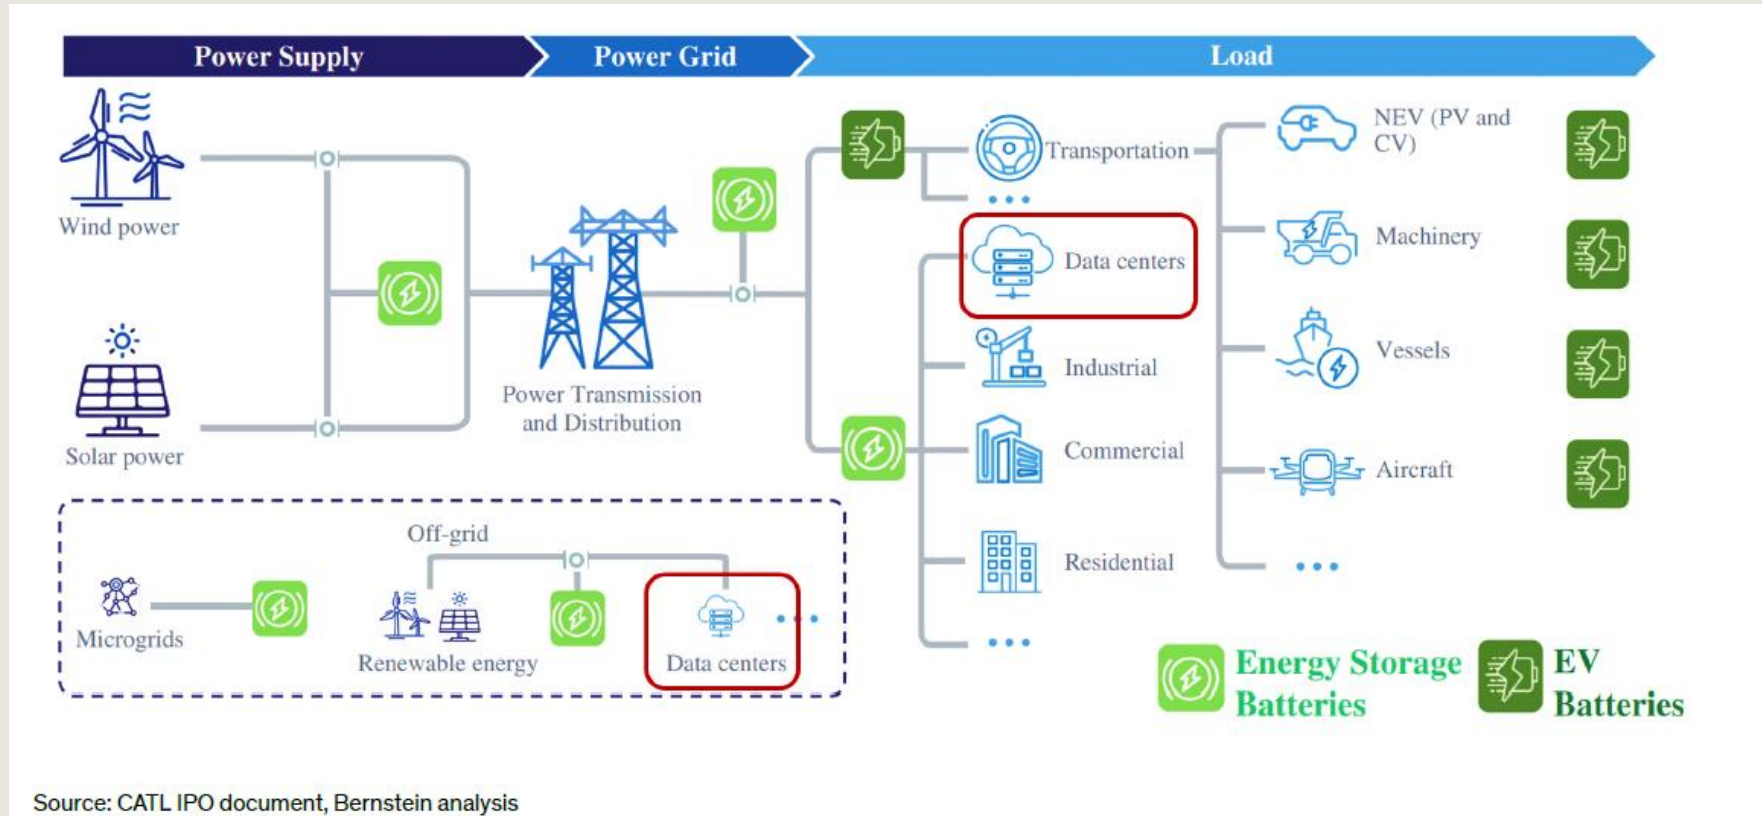 Power Supply
Power Grid
Load
Wind power
Solar power
Power Transmission
and Distribution
Transportation
Data centers
Industrial
Commercial
Residential
NEV (PV and
CV)
Machinery
Vessels
Aircraft
Off-grid
Microgrids
Renewable energy
Data centers
Energy Storage
Batteries
EV
Batteries
Source: CATL IPO document, Bernstein analysis